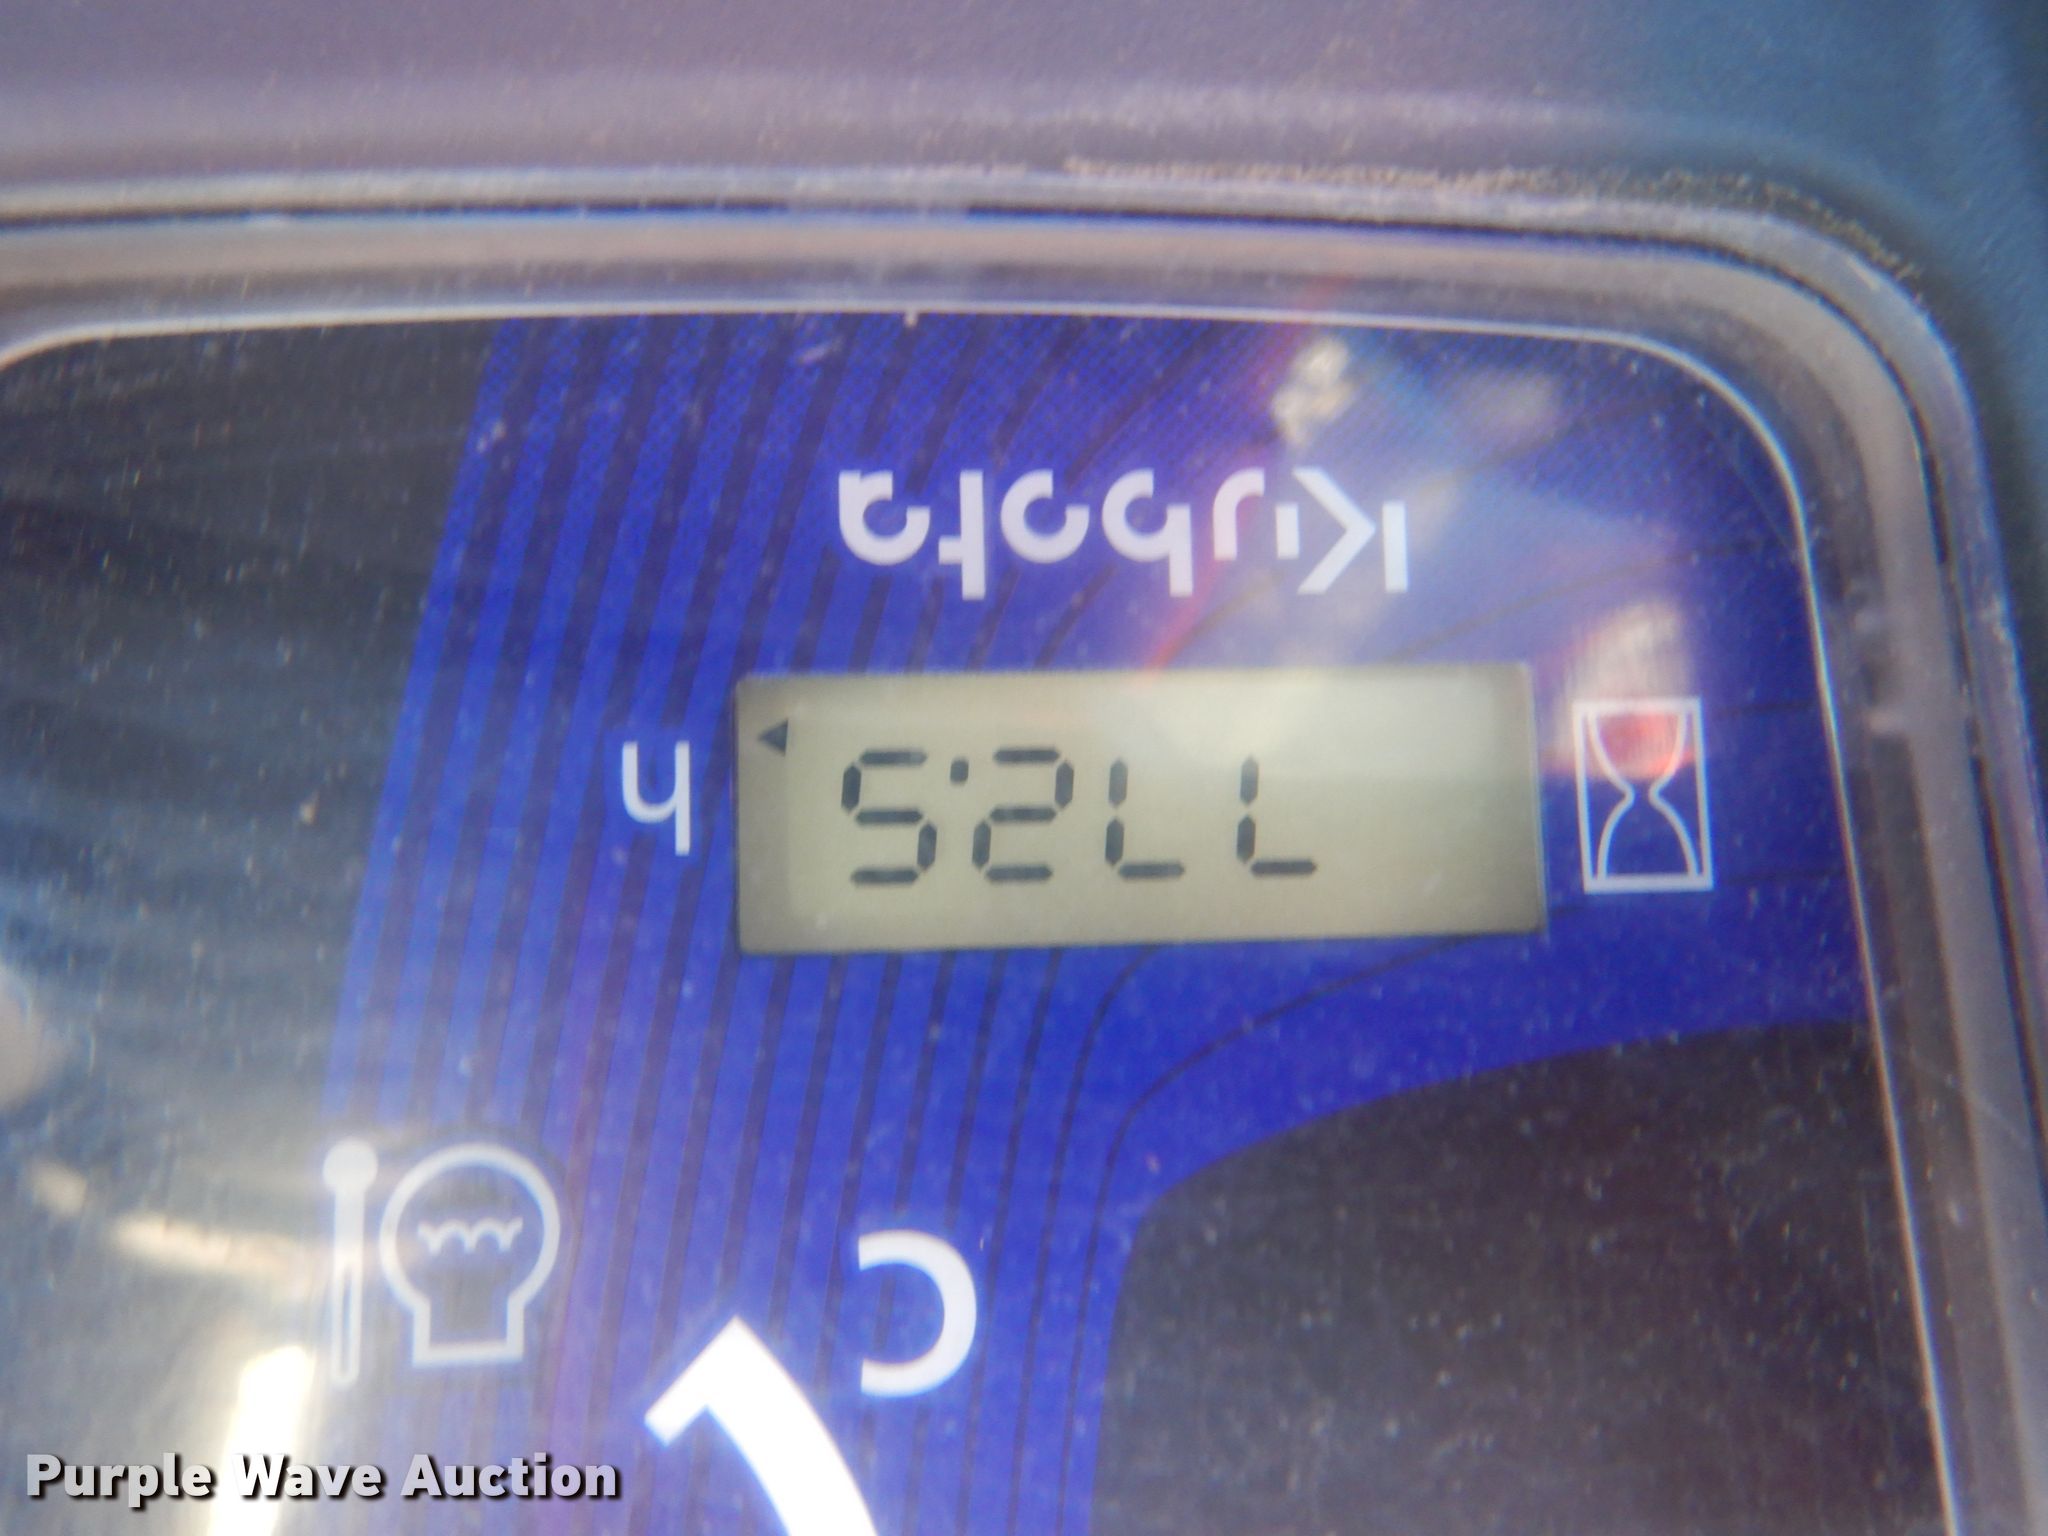 C
772.5 h
Kubota
Purple Wave Auction